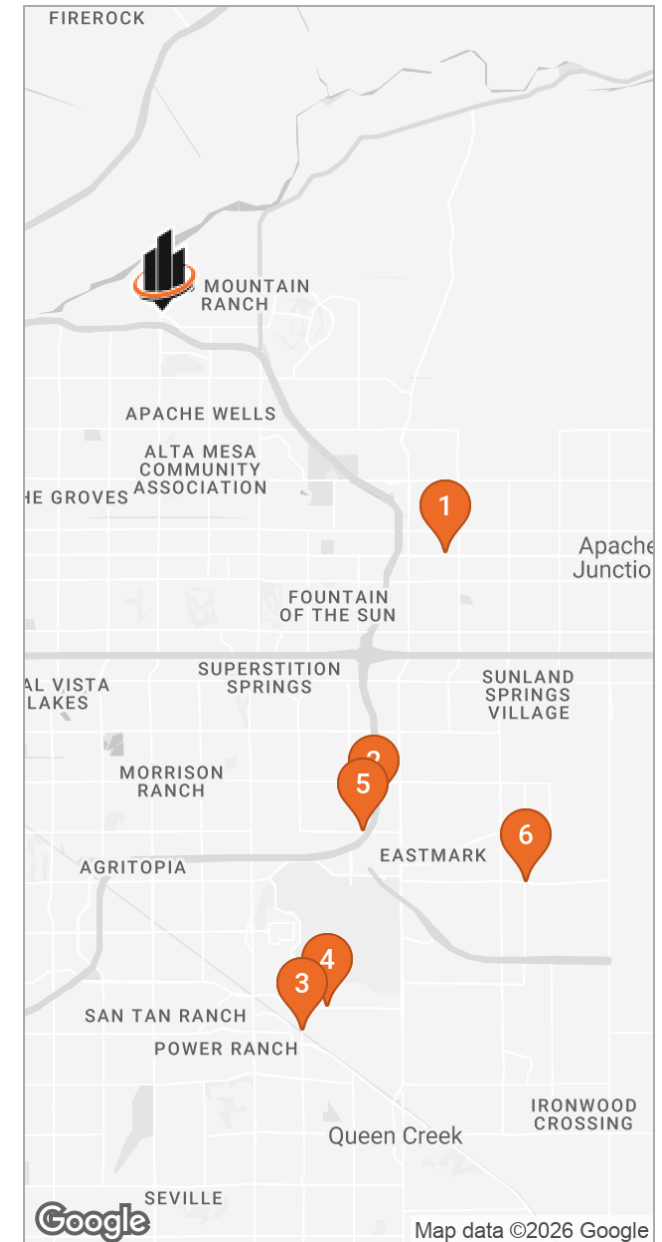 FIREROCK
MOUNTAIN
RANCH
APACHE WELLS
ALTA MESA
COMMUNITY
ASSOCIATION
HE GROVES
1
Apache
Junctio
FOUNTAIN
OF THE SUN
SUPERSTITION
SPRINGS
AL VISTA
LAKES
SUNLAND
SPRINGS
VILLAGE
2
5
MORRISON
RANCH
6
EASTMARK
AGRITOPIA
4
3
SAN TAN RANCH
POWER RANCH
IRONWOOD
CROSSING
Queen Creek
SEVILLE
Google
Map data ©2026 Google